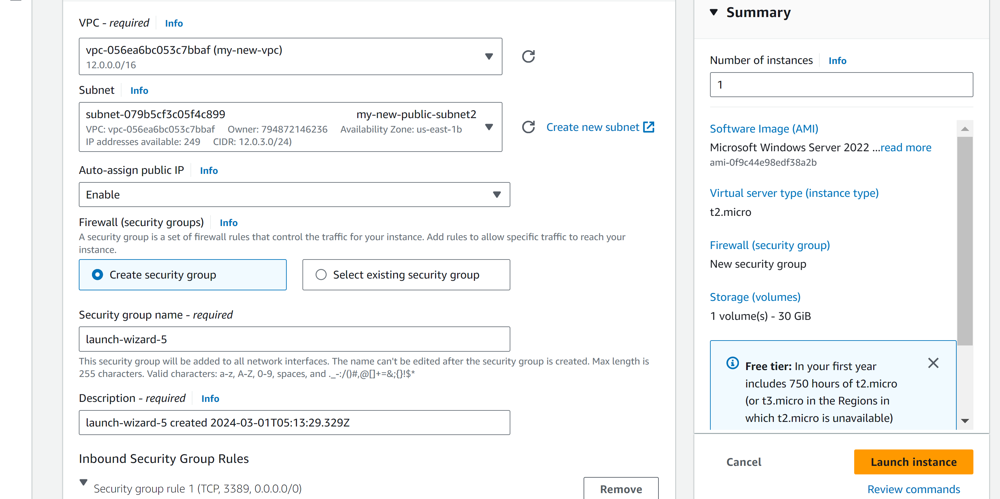 VPC - required Info
vpc-056ea6bc053c7bbaf (my-new-vpc)
12.0.0.0/16
Subnet Info
subnet-079b5cf3c05f4c899 my-new-public-subnet2
VPC: vpc-056ea6bc053c7bbaf Owner: 794872146236 Availability Zone: us-east-1b
IP addresses available: 249 CIDR: 12.0.3.0/24)
Create new subnet
Auto-assign public IP Info
Enable
Firewall (security groups) Info
A security group is a set of firewall rules that control the traffic for your instance. Add rules to allow specific traffic to reach your
instance.
Create security group
Select existing security group
Security group name - required
launch-wizard-5
This security group will be added to all network interfaces. The name can't be edited after the security group is created. Max length is
255 characters. Valid characters: a-z, A-Z, 0-9, spaces, and ._-:/()#,@[]+=&;{}!$*
Description - required Info
launch-wizard-5 created 2024-03-01T05:13:29.329Z
Inbound Security Group Rules
Security group rule 1 (TCP, 3389, 0.0.0.0/0)
Remove
Summary
Number of instances Info
1
Software Image (AMI)
Microsoft Windows Server 2022 ...read more
ami-0f9c44e98edf38a2b
Virtual server type (instance type)
t2.micro
Firewall (security group)
New security group
Storage (volumes)
1 volume(s) - 30 GiB
Free tier: In your first year
includes 750 hours of t2.micro
(or t3.micro in the Regions in
which t2.micro is unavailable)
Cancel
Launch instance
Review commands